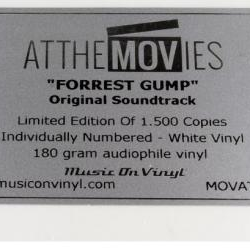 ATTHEMOVIES
"FORREST GUMP"
Original Soundtrack
Limited Edition Of 1.500 Copies
Individually Numbered - White Vinyl
180 gram audiophile vinyl
Music On Vinyl
musiconvinyl.com MOVAT